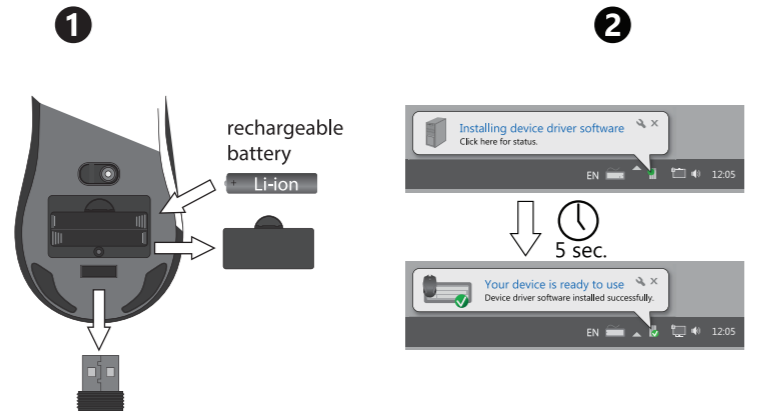 1
2
rechargeable
battery
+ Li-ion
Installing device driver software
Click here for status.
EN 12:05
5 sec.
Your device is ready to use
Device driver software installed successfully.
EN 12:05